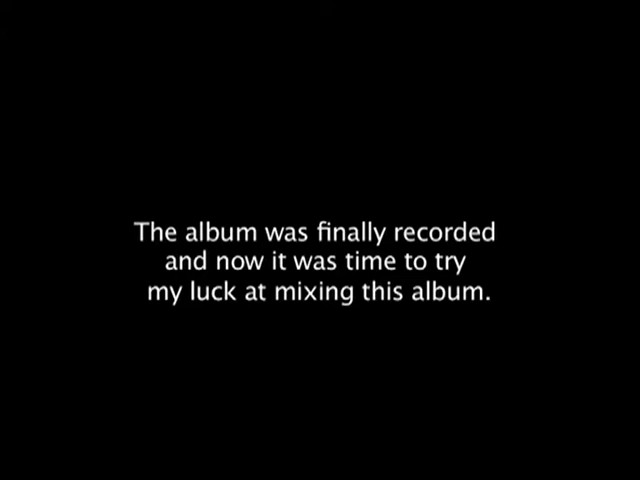 The album was finally recorded
and now it was time to try
my luck at mixing this album.